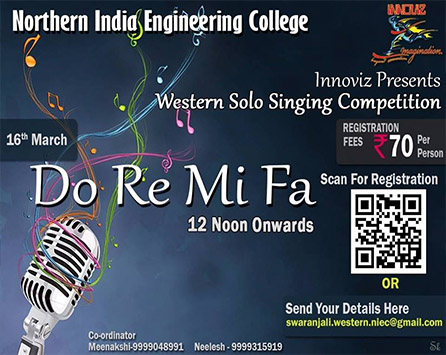 Northern India Engineering College
INNOVIZ
Imagination
Innoviz Presents
Western Solo Singing Competition
16th March
REGISTRATION
FEES ₹70 Per
Person
Do Re Mi Fa
12 Noon Onwards
Scan For Registration
OR
Send Your Details Here
swaranjali.western.niec@gmail.com
Co-ordinator
Meenakshi-9999048991 Neelesh - 9999315919